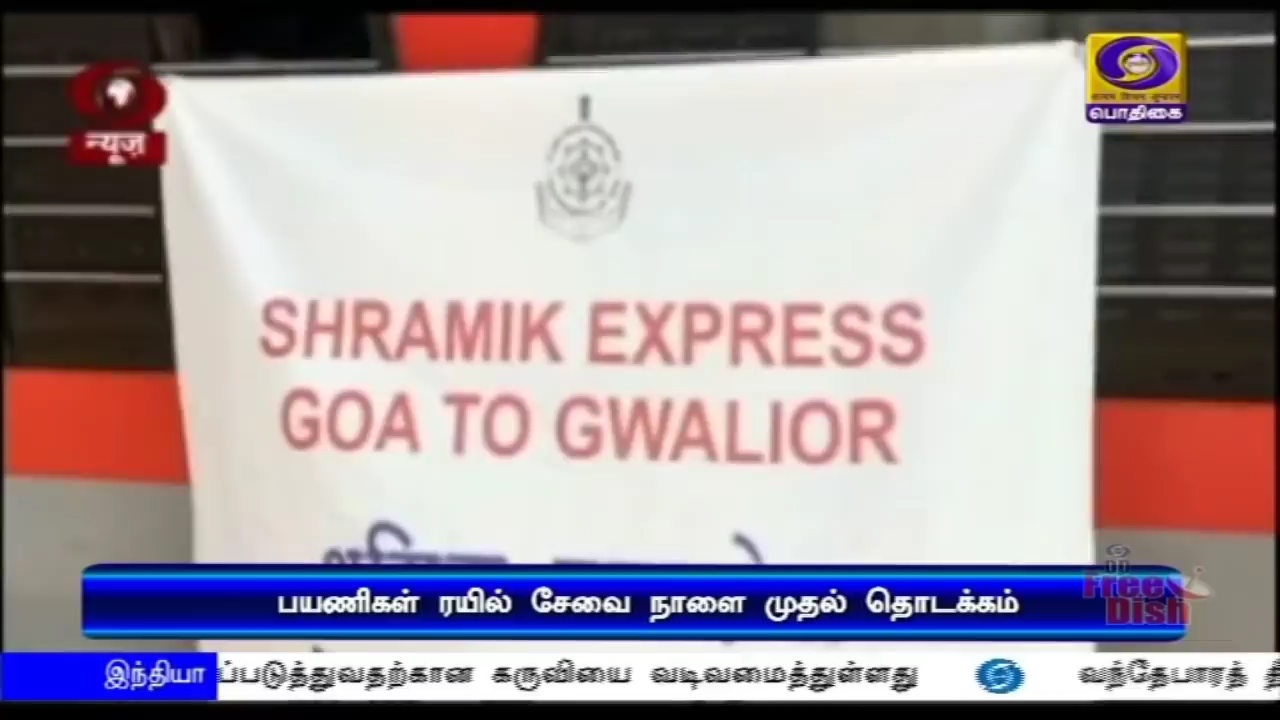 न्यूज़
பொதிகை
SHRAMIK EXPRESS
GOA TO GWALIOR
பயணிகள் ரயில் சேவை நாளை முதல் தொடக்கம்
DD
Free Dish
இந்தியா ப்படுத்துவதற்கான கருவியை வடிவமைத்துள்ளது வந்தேபாரத்